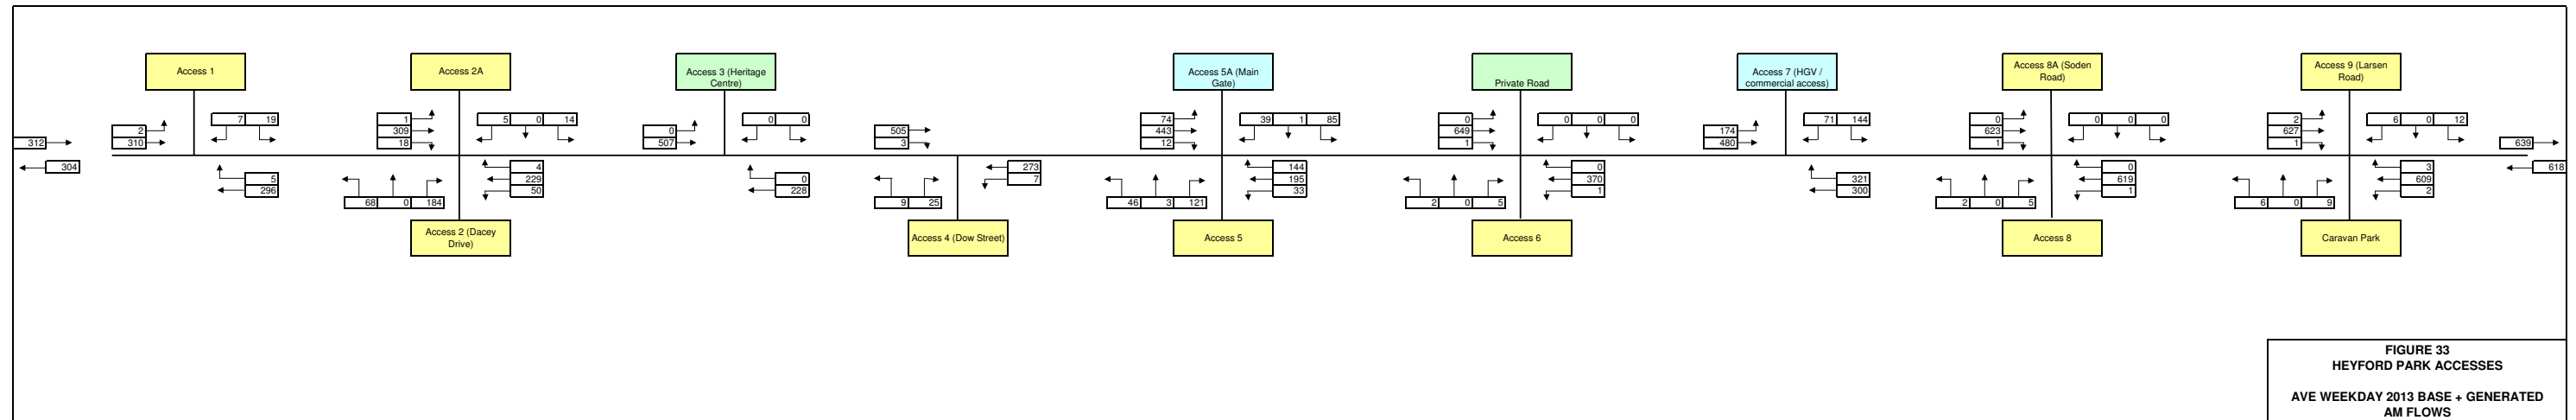 Access 1
Access 2A
Access 3 (Heritage
Centre)
Access 5A (Main
Gate)
Private Road
Access 7 (HGV /
commercial access)
Access 8A (Soden
Road)
Access 9 (Larsen
Road)
7 19
5 0 14
0 0
39 1 85
0 0 0
71 144
0 0 0
6 0 12
2
310
1
309
18
0
507
505
3
74
443
12
0
649
1
174
480
0
623
1
2
627
1
312
639
304
618
5
296
4
229
50
0
228
273
7
144
195
33
0
370
1
321
300
0
619
1
3
609
2
68 0 184
9 25
46 3 121
2 0 5
2 0 5
6 0 9
Access 2 (Dacey
Drive)
Access 4 (Dow Street)
Access 5
Access 6
Access 8
Caravan Park
FIGURE 33
HEYFORD PARK ACCESSES
AVE WEEKDAY 2013 BASE + GENERATED
AM FLOWS